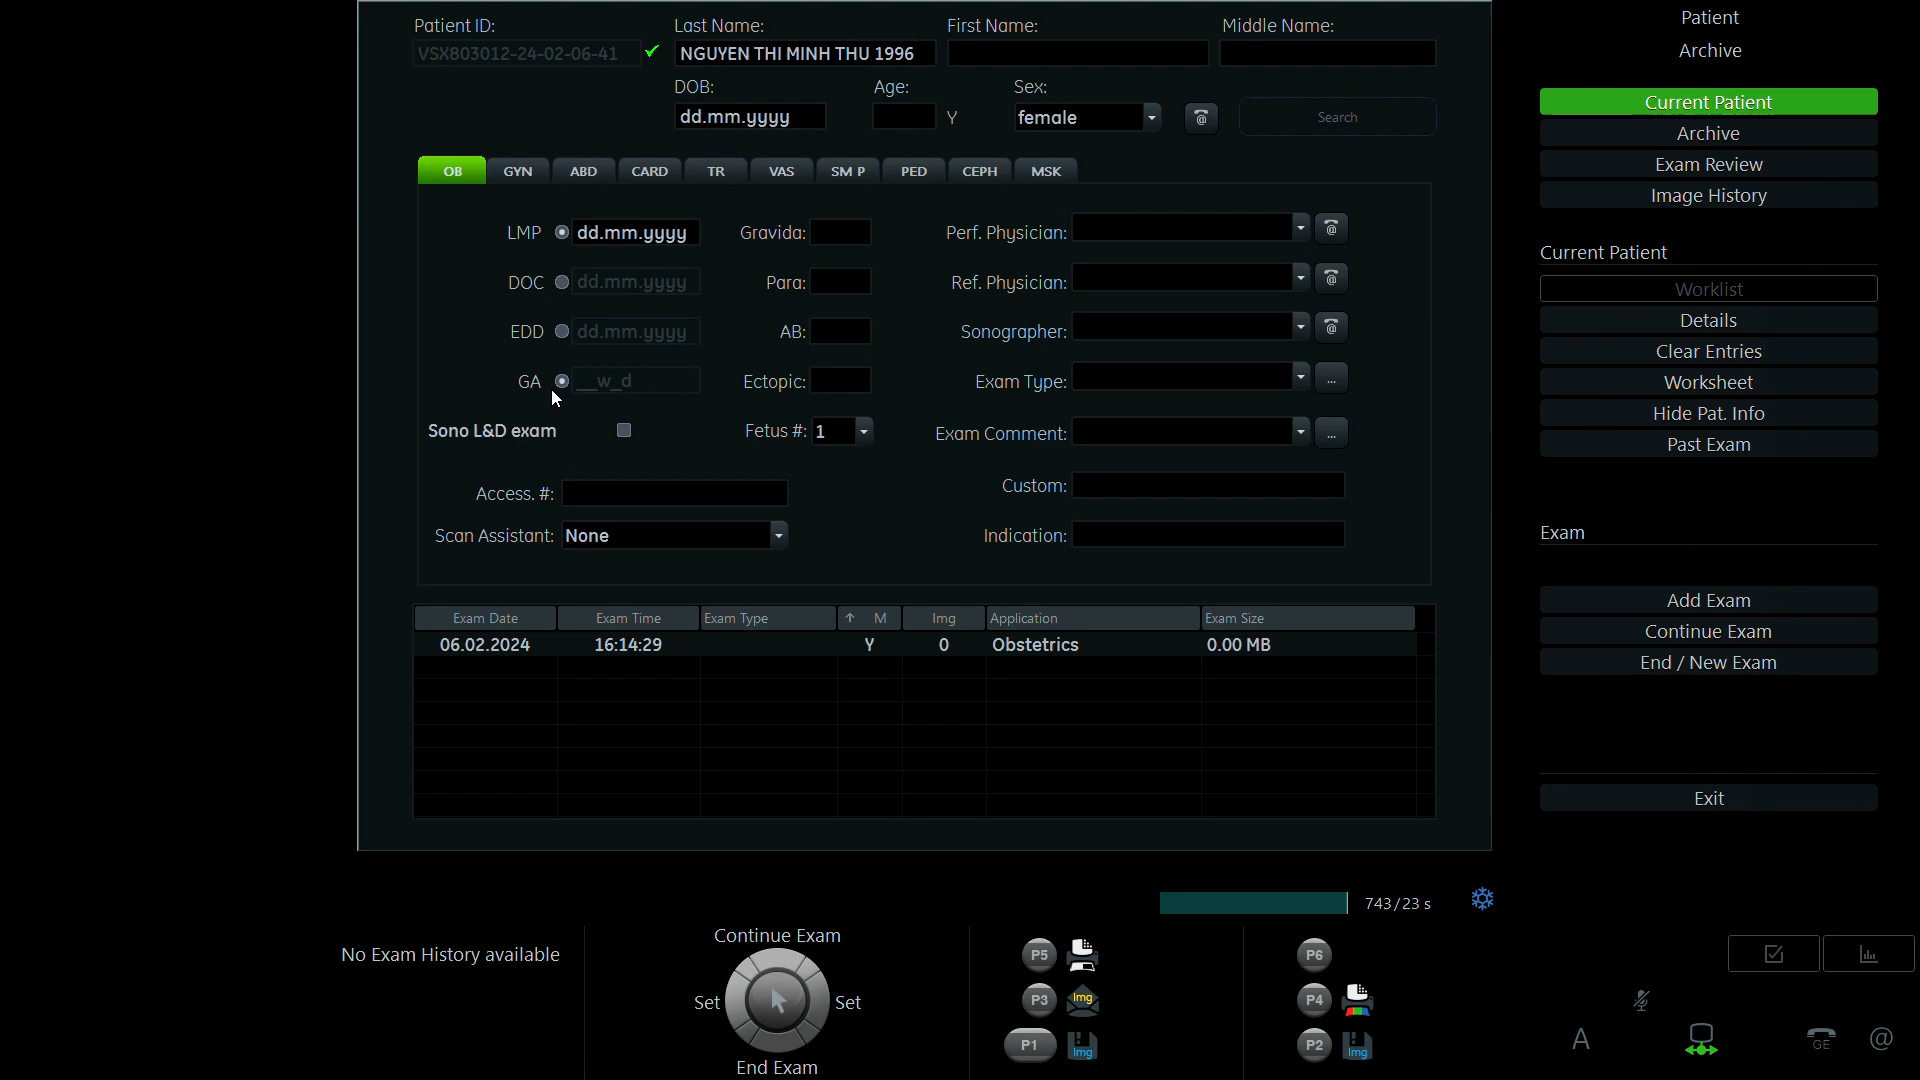 Patient ID:
Last Name:
First Name:
Middle Name:
VSX803012-24-02-06-41
NGUYEN THI MINH THU 1996
DOB:
Age:
Sex:
dd.mm.yyyy
Y
female
Search
OB
GYN
ABD
CARD
TR
VAS
SM P
PED
CEPH
MSK
LMP
dd.mm.yyyy
Gravida:
Perf. Physician:
DOC
dd.mm.yyyy
Para:
Ref. Physician:
EDD
dd.mm.yyyy
AB:
Sonographer:
GA
__w_d
Ectopic:
Exam Type:
...
Sono L&D exam
Fetus #:
1
Exam Comment:
...
Access. #:
Custom:
Scan Assistant:
None
Indication:
Exam Date
Exam Time
Exam Type
↑ M
Img
Application
Exam Size
06.02.2024
16:14:29
Y
0
Obstetrics
0.00 MB
Patient
Archive
Current Patient
Archive
Exam Review
Image History
Current Patient
Worklist
Details
Clear Entries
Worksheet
Hide Pat. Info
Past Exam
Exam
Add Exam
Continue Exam
End / New Exam
Exit
743/23 s
No Exam History available
Continue Exam
Set
Set
End Exam
P5
P3
Img
P1
Img
P6
P4
P2
Img
A
GE
@